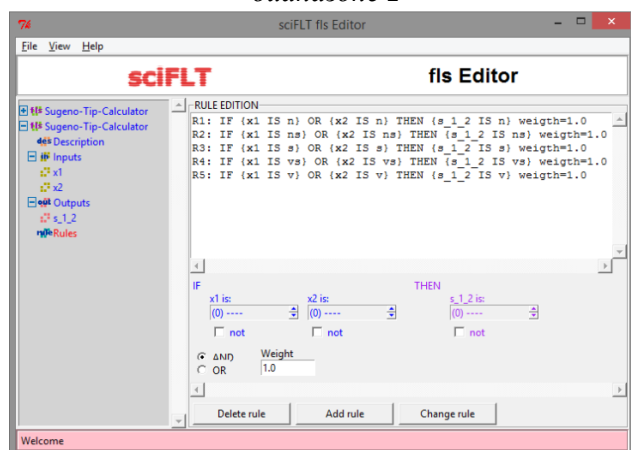 sciFLT fls Editor
File View Help
sciFLT fls Editor
Sugeno-Tip-Calculator
Sugeno-Tip-Calculator
des Description
Inputs
x1
x2
out Outputs
s_1_2
Rules
RULE EDITION
R1: IF {x1 IS n} OR {x2 IS n} THEN {s_1_2 IS n} weigth=1.0
R2: IF {x1 IS ns} OR {x2 IS ns} THEN {s_1_2 IS ns} weigth=1.0
R3: IF {x1 IS s} OR {x2 IS s} THEN {s_1_2 IS s} weigth=1.0
R4: IF {x1 IS vs} OR {x2 IS vs} THEN {s_1_2 IS vs} weigth=1.0
R5: IF {x1 IS v} OR {x2 IS v} THEN {s_1_2 IS v} weigth=1.0
IF THEN
x1 is: x2 is: s_1_2 is:
(0) ---- (0) ---- (0) ----
not not not
AND Weight
OR 1.0
Delete rule Add rule Change rule
Welcome